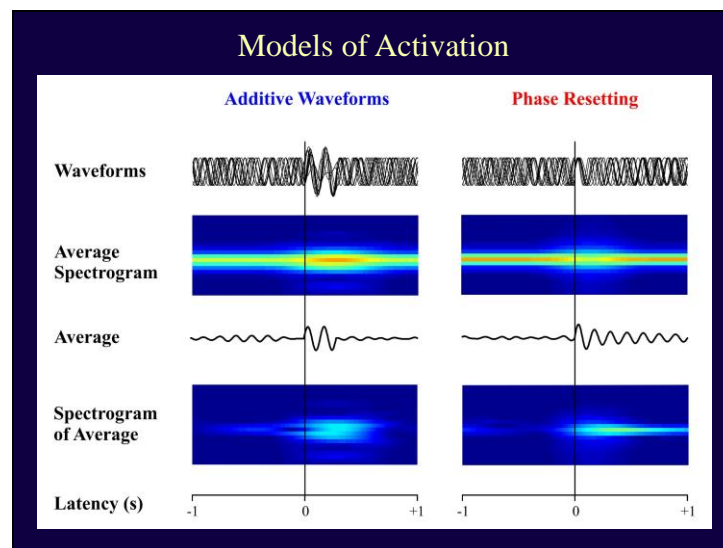 Models of Activation
Additive Waveforms
Phase Resetting
Waveforms
Average
Spectrogram
Average
Spectrogram
of Average
Latency (s)
-1 0 +1
-1 0 +1